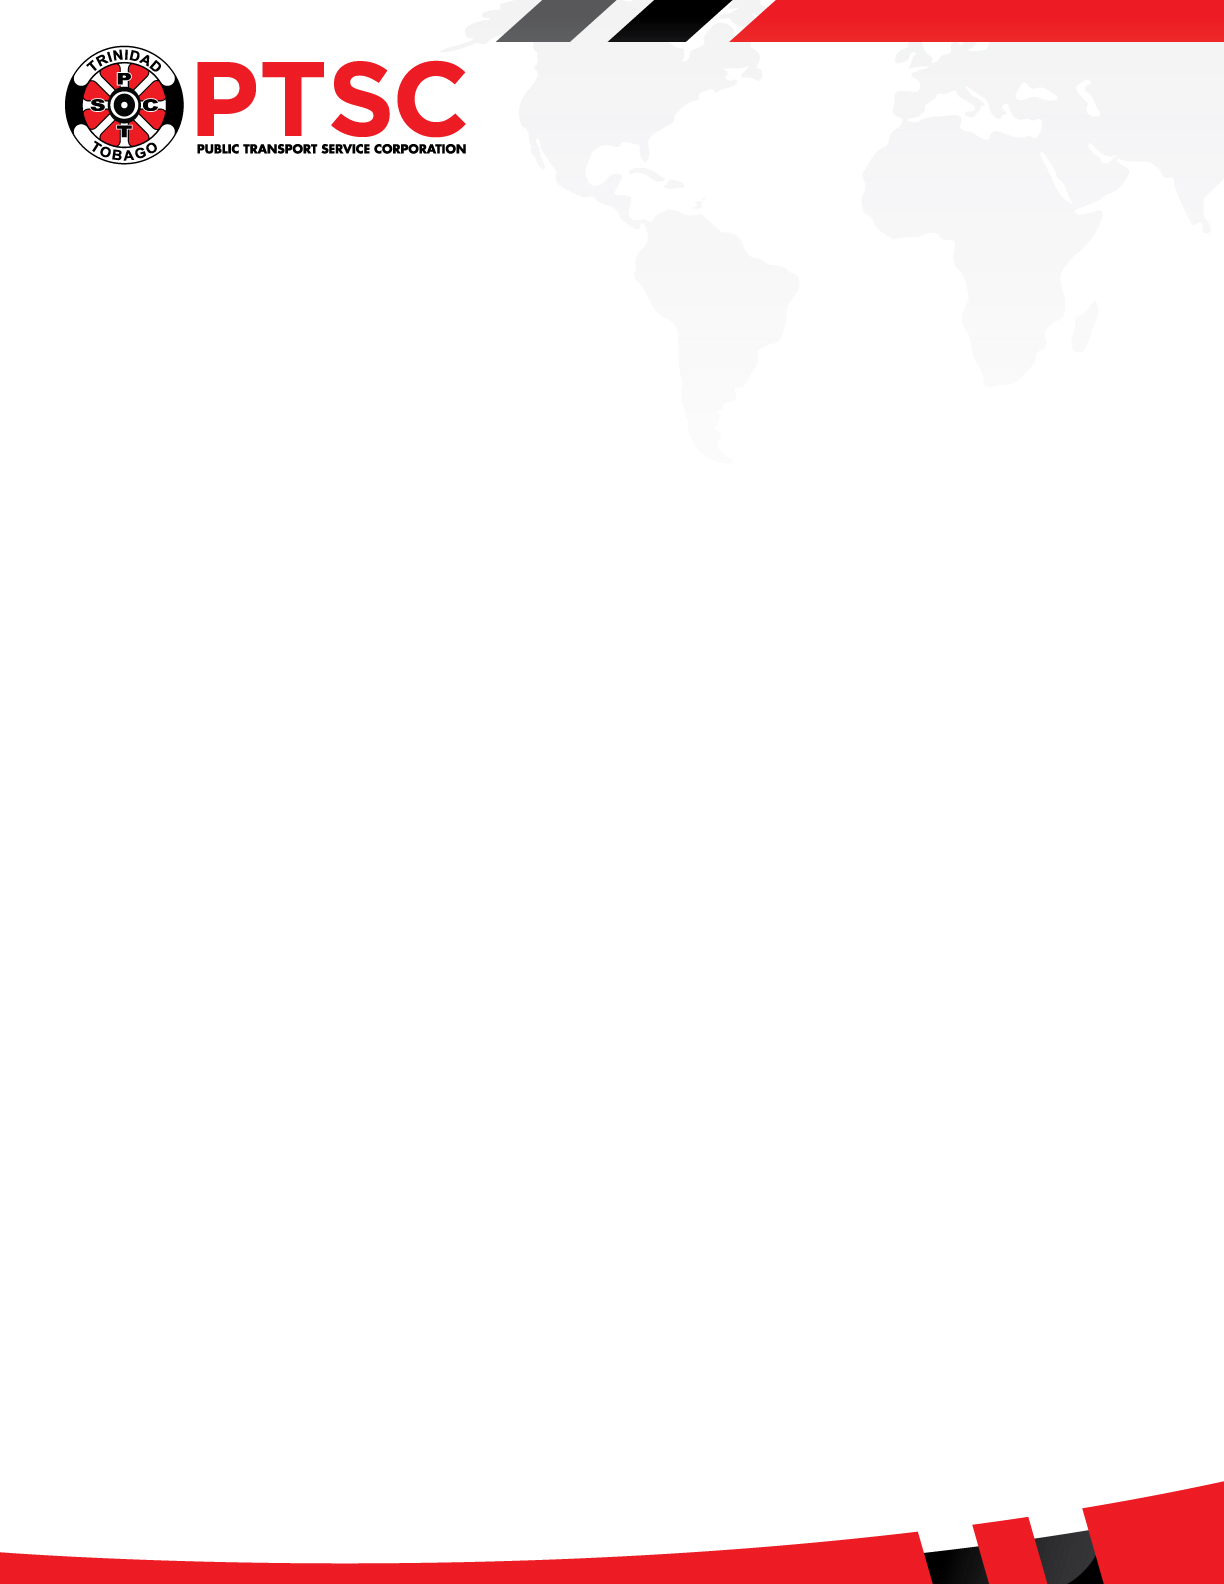 TRINIDAD
P
S O C
T
TOBAGO
PTSC
PUBLIC TRANSPORT SERVICE CORPORATION